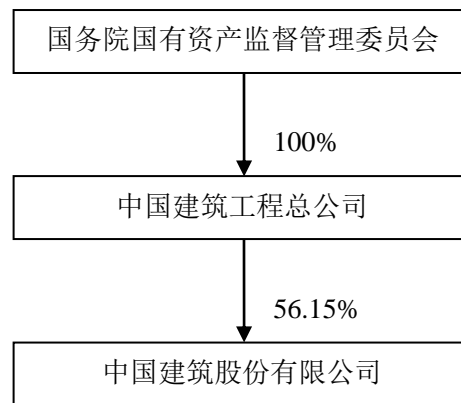 国务院国有资产监督管理委员会
100%
中国建筑工程总公司
56.15%
中国建筑股份有限公司